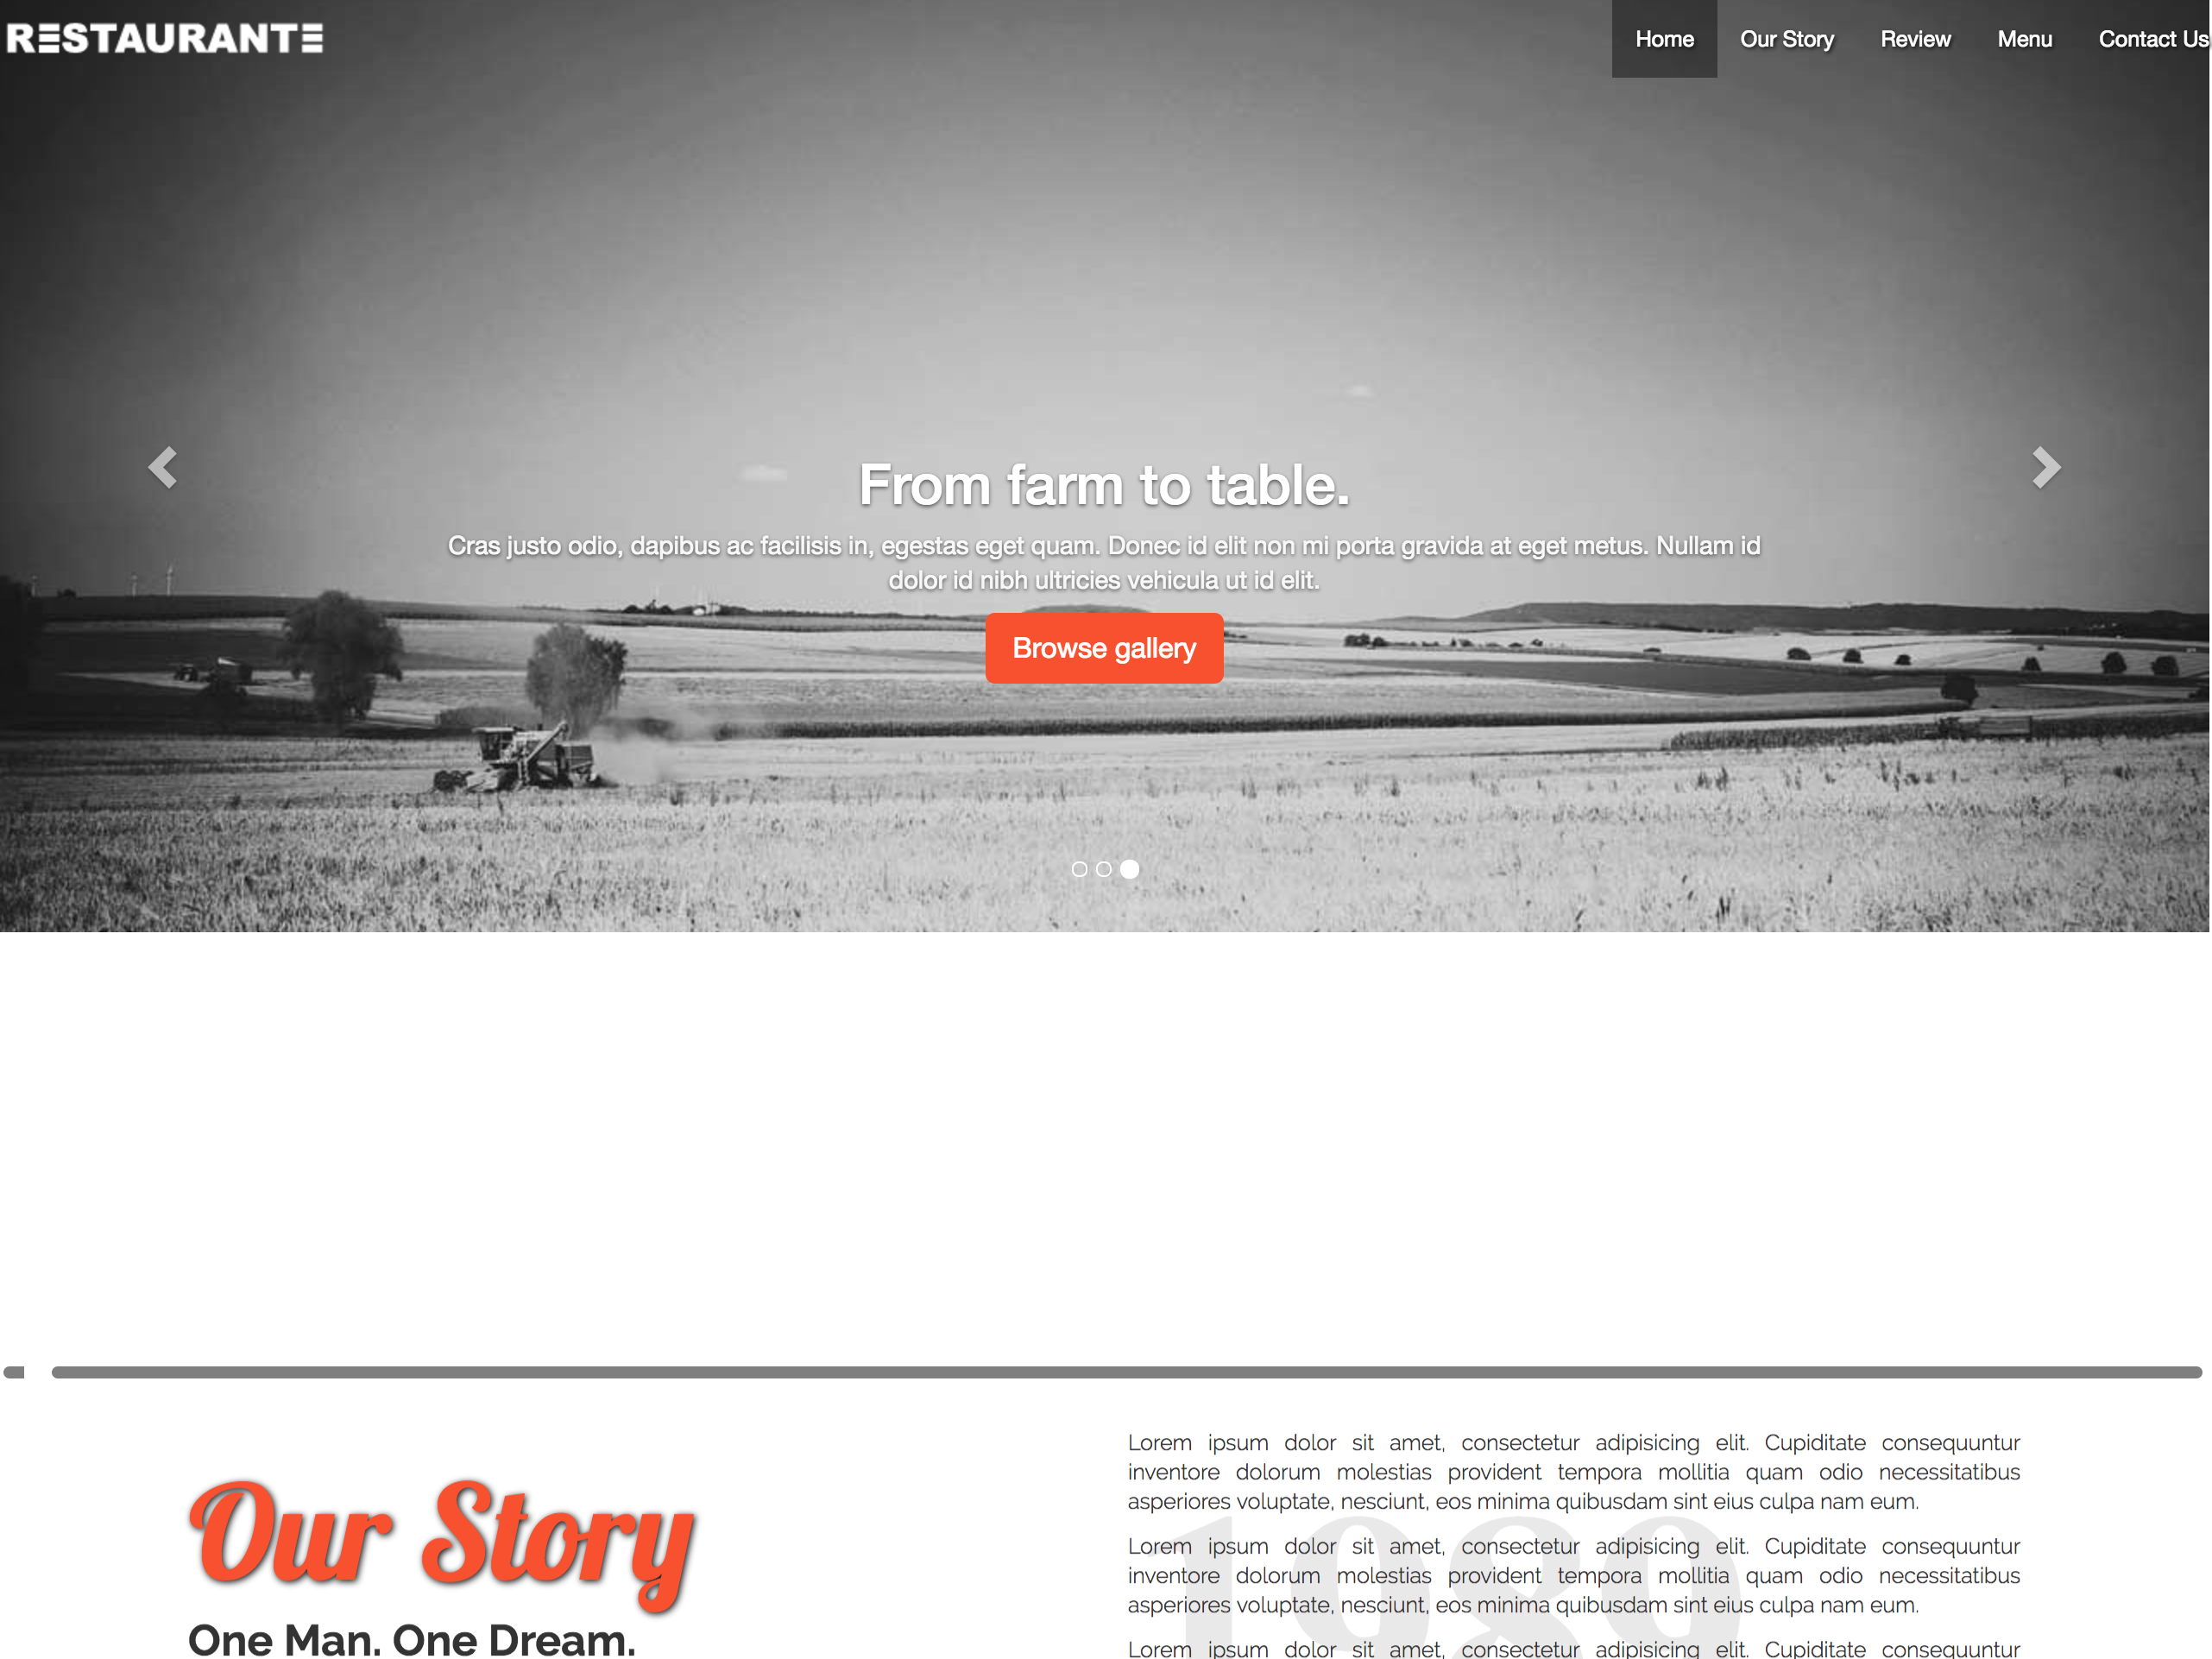 RESTAURANTE
Home Our Story Review Menu Contact Us
From farm to table.
Cras justo odio, dapibus ac facilisis in, egestas eget quam. Donec id elit non mi porta gravida at eget metus. Nullam id
dolor id nibh ultricies vehicula ut id elit.
Browse gallery
Our Story
One Man. One Dream.
Lorem ipsum dolor sit amet, consectetur adipisicing elit. Cupiditate consequuntur
inventore dolorum molestias provident tempora mollitia quam odio necessitatibus
asperiores voluptate, nesciunt, eos minima quibusdam sint eius culpa nam eum.
Lorem ipsum dolor sit amet, consectetur adipisicing elit. Cupiditate consequuntur
inventore dolorum molestias provident tempora mollitia quam odio necessitatibus
asperiores voluptate, nesciunt, eos minima quibusdam sint eius culpa nam eum.
Lorem ipsum dolor sit amet, consectetur adipisicing elit. Cupiditate consequuntur